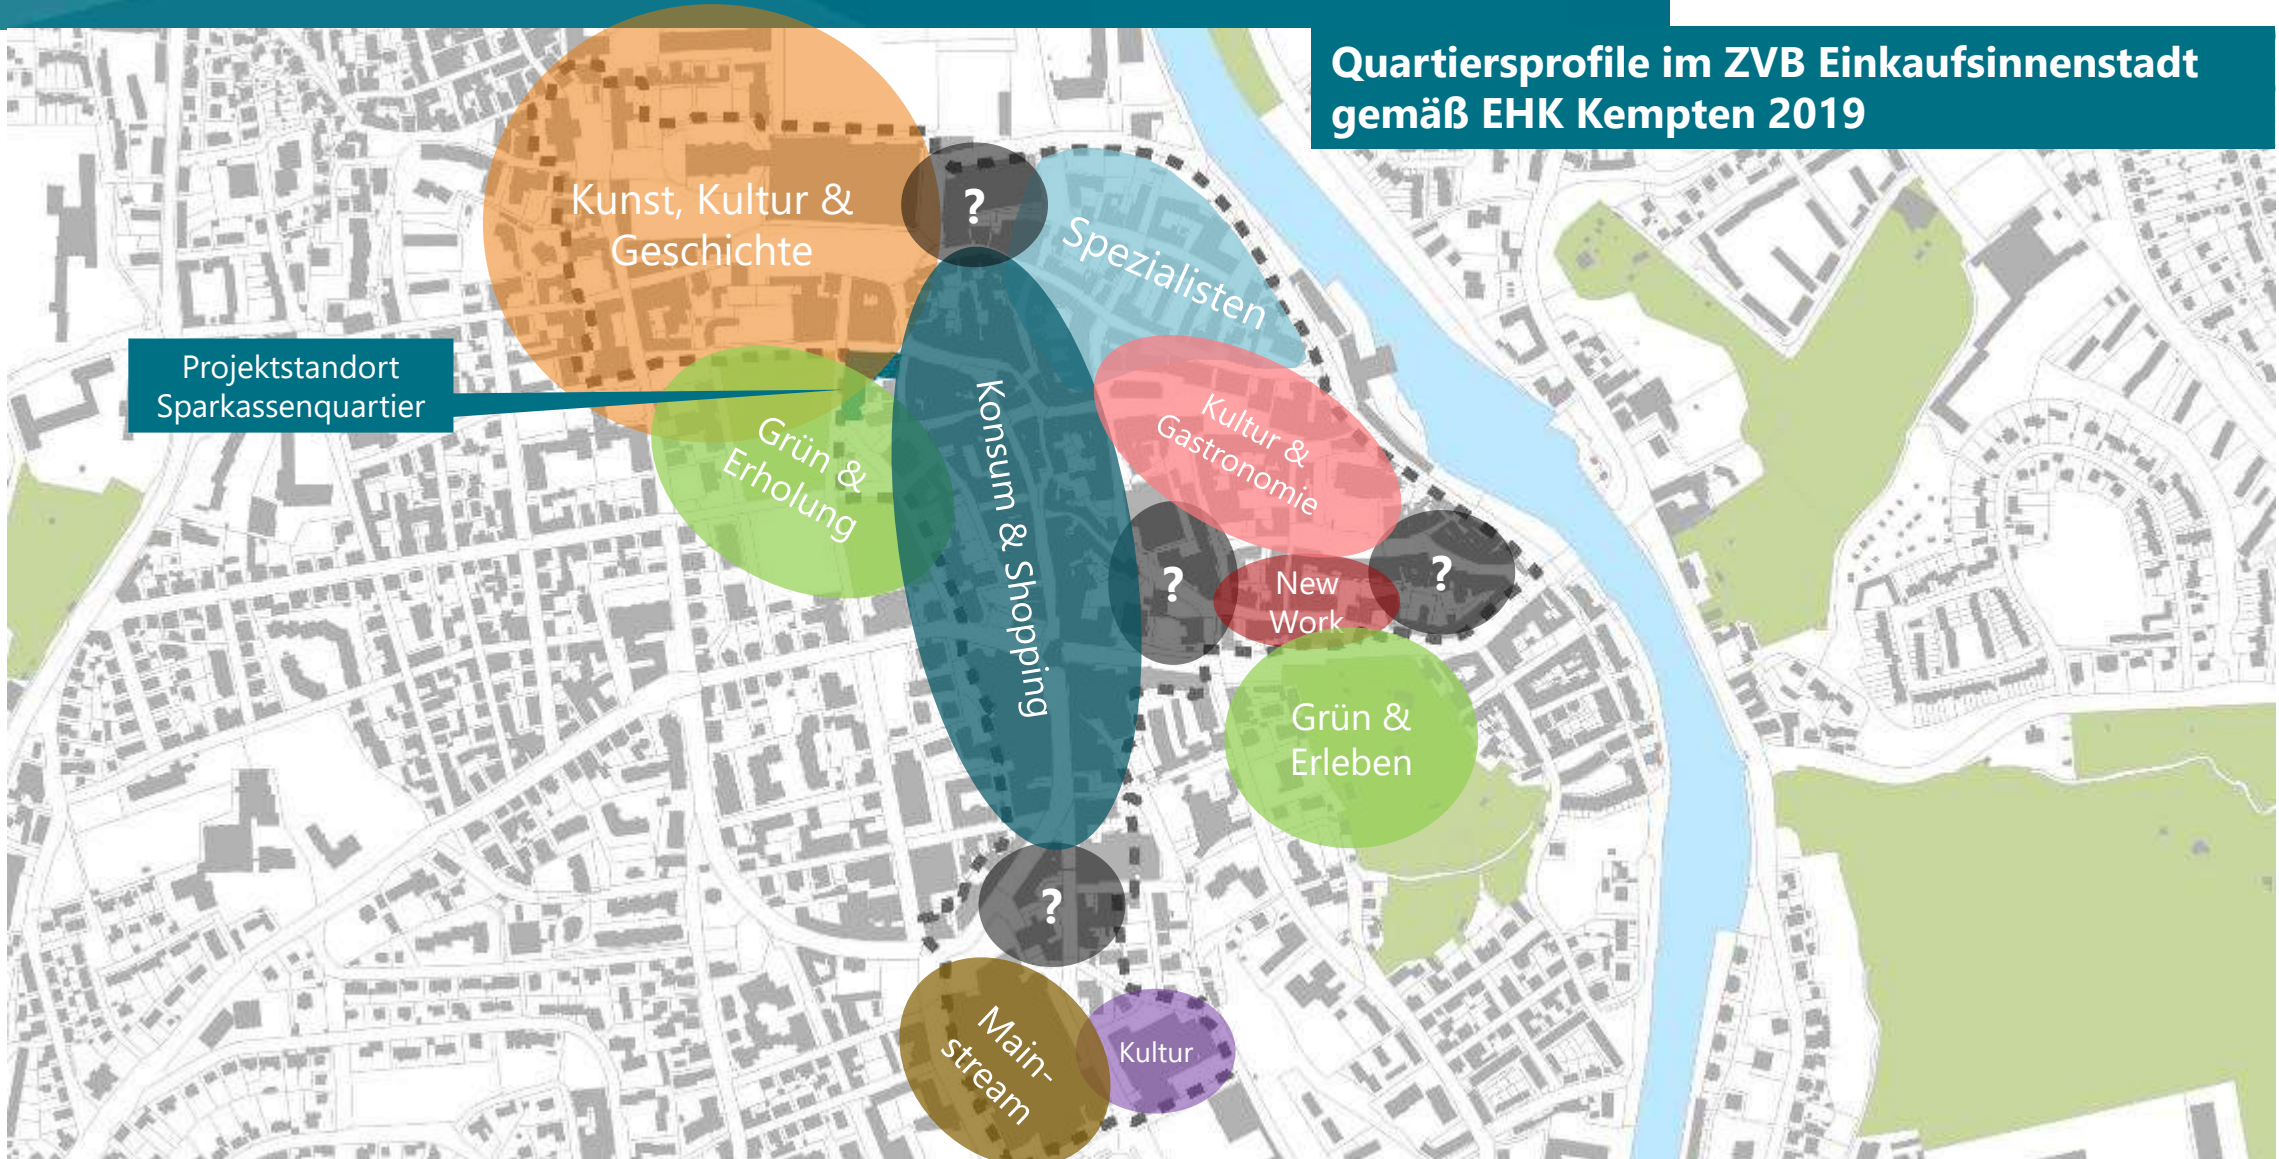 Quartiersprofile im ZVB Einkaufsinnenstadt
gemäß EHK Kempten 2019
Kunst, Kultur &
Geschichte
?
Spezialisten
Projektstandort
Sparkassenquartier
Grün &
Erholung
Konsum & Shopping
Kultur &
Gastronomie
?
New
Work
?
Grün &
Erleben
?
Main-
stream
Kultur